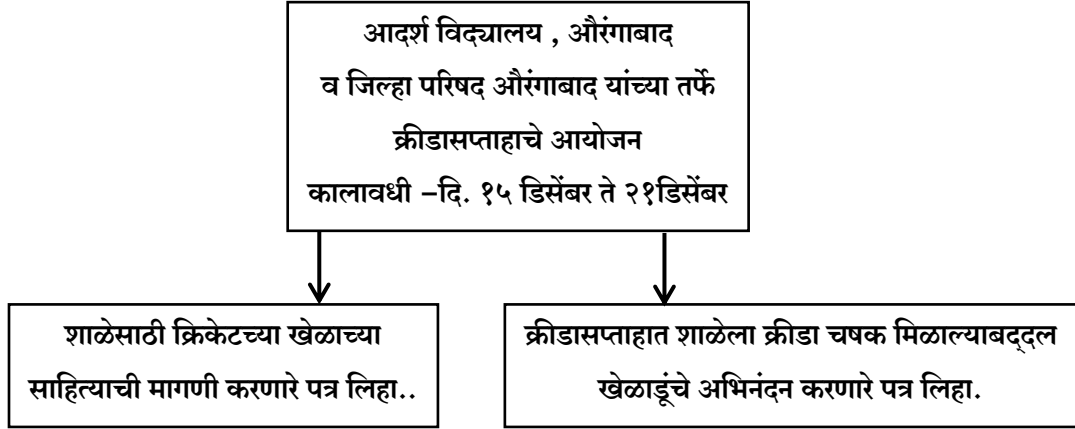 आदर्श विद्यालय , औरंगाबाद
व जिल्हा परिषद औरंगाबाद यांच्या तर्फे
क्रीडासप्ताहाचे आयोजन
कालावधी –दि. १५ डिसेंबर ते २१डिसेंबर
शाळेसाठी क्रिकेटच्या खेळाच्या
साहित्याची मागणी करणारे पत्र लिहा..
क्रीडासप्ताहात शाळेला क्रीडा चषक मिळाल्याबद्‌दल
खेळाडूंचे अभिनंदन करणारे पत्र लिहा.